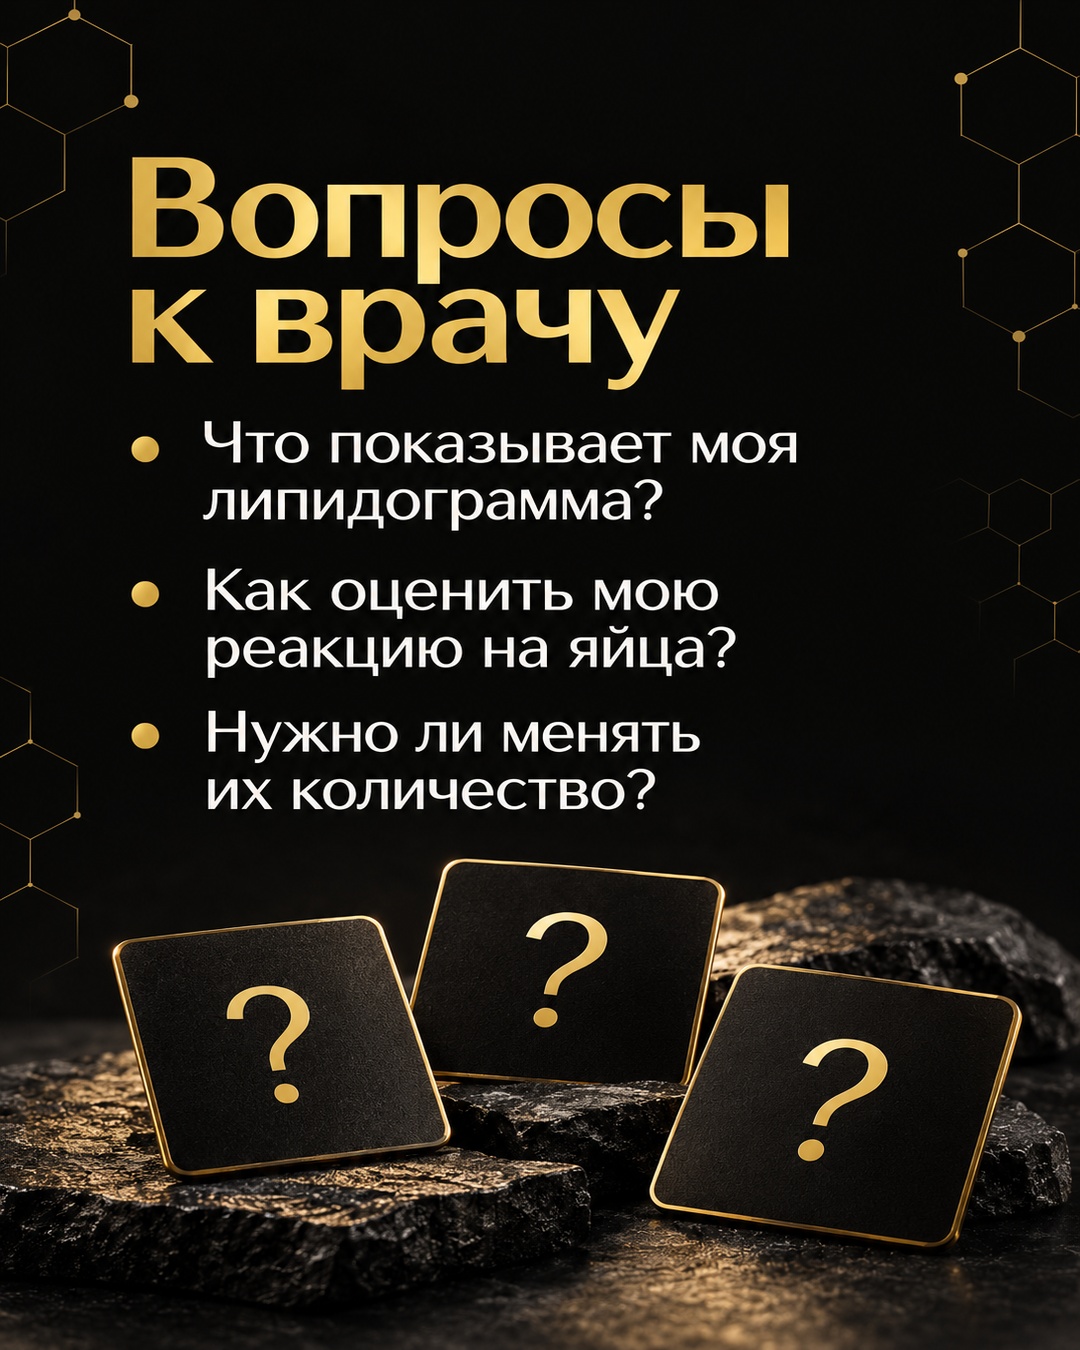 Вопросы
к врачу
• Что показывает моя
липидограмма?
• Как оценить мою
реакцию на яйца?
• Нужно ли менять
их количество?
?
?
?